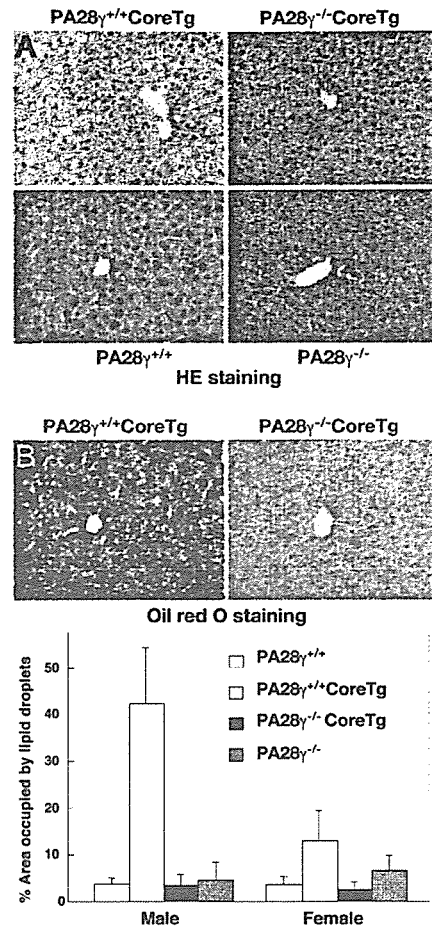 PA28γ+/+CoreTg PA28γ-/-CoreTg
A
PA28γ+/+ PA28γ-/-
HE staining
PA28γ+/+CoreTg PA28γ-/-CoreTg
B
Oil red O staining
% Area occupied by lipid droplets
50
40
30
20
10
0
PA28γ+/+
PA28γ+/+CoreTg
PA28γ-/- CoreTg
PA28γ-/-
Male Female